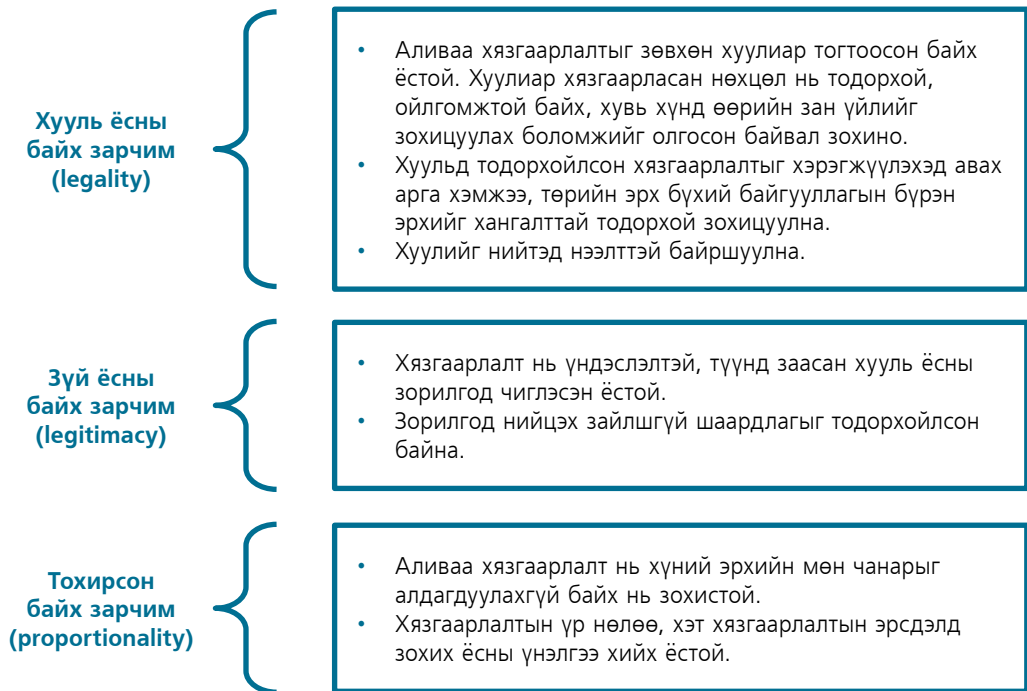 Хууль ёсны
байх зарчим
(legality)
• Аливаа хязгаарлалтыг зөвхөн хуулиар тогтоосон байх
ёстой. Хуулиар хязгаарласан нөхцөл нь тодорхой,
ойлгомжтой байх, хувь хүнд өөрийн зан үйлийг
зохицуулах боломжийг олгосон байвал зохино.
• Хуульд тодорхойлсон хязгаарлалтыг хэрэгжүүлэхэд авах
арга хэмжээ, төрийн эрх бүхий байгууллагын бүрэн
эрхийг хангалттай тодорхой зохицуулна.
• Хуулийг нийтэд нээлттэй байршуулна.
Зүй ёсны
байх зарчим
(legitimacy)
• Хязгаарлалт нь үндэслэлтэй, түүнд заасан хууль ёсны
зорилгод чиглэсэн ёстой.
• Зорилгод нийцэх зайлшгүй шаардлагыг тодорхойлсон
байна.
Тохирсон
байх зарчим
(proportionality)
• Аливаа хязгаарлалт нь хүний эрхийн мөн чанарыг
алдагдуулахгүй байх нь зохистой.
• Хязгаарлалтын үр нөлөө, хэт хязгаарлалтын эрсдэлд
зохих ёсны үнэлгээ хийх ёстой.